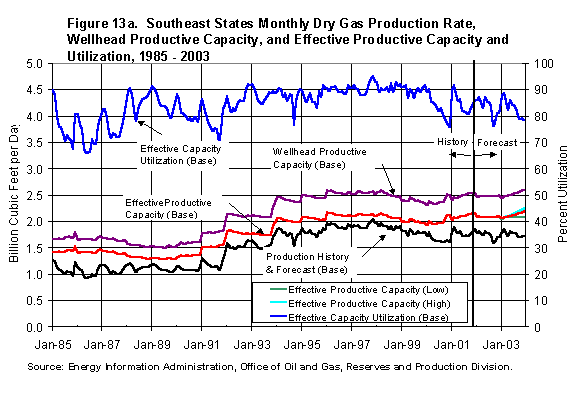 Figure 13a. Southeast States Monthly Dry Gas Production Rate,
Wellhead Productive Capacity, and Effective Productive Capacity and
Utilization, 1985 - 2003
5.0
4.5
4.0
3.5
3.0
2.5
2.0
1.5
1.0
0.5
0.0
Billion Cubic Feet per Day
100
90
80
70
60
50
40
30
20
10
0
Percent Utilization
Effective Capacity
Utilization (Base)
Wellhead Productive
Capacity (Base)
History
Forecast
Effective Productive
Capacity (Base)
Production History
& Forecast (Base)
Effective Productive Capacity (Low)
Effective Productive Capacity (High)
Effective Capacity Utilization (Base)
Jan-85 Jan-87 Jan-89 Jan-91 Jan-93 Jan-95 Jan-97 Jan-99 Jan-01 Jan-03
Source: Energy Information Administration, Office of Oil and Gas, Reserves and Production Division.